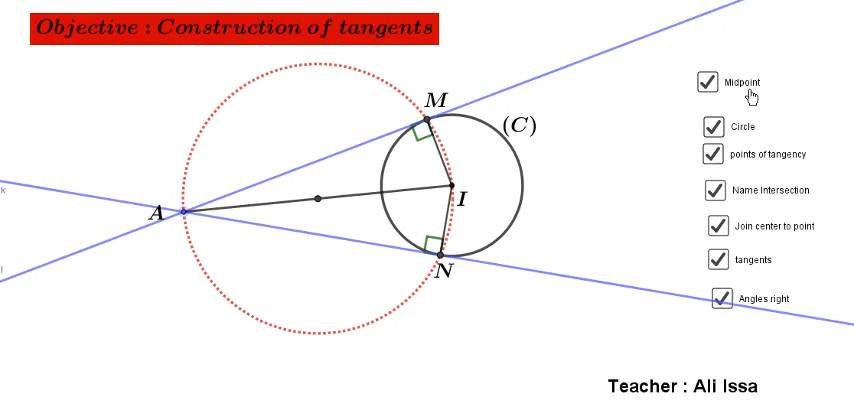 Objective : Construction of tangents
Midpoint
M
(C)
Circle
points of tangency
k
Name Intersection
A
I
Join center to point
l
N
tangents
Angles right
Teacher : Ali Issa